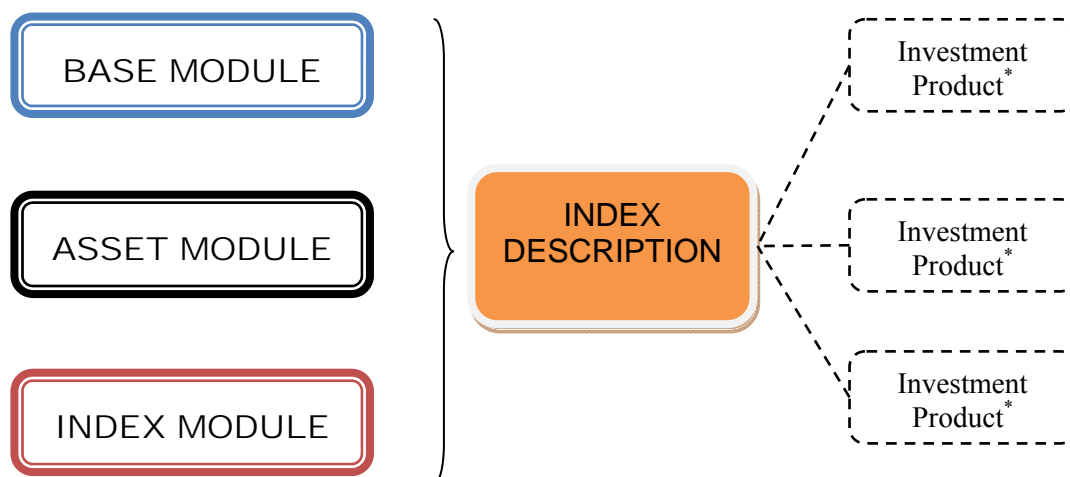 BASE MODULE
ASSET MODULE
INDEX MODULE
INDEX
DESCRIPTION
Investment
Product*
Investment
Product*
Investment
Product*